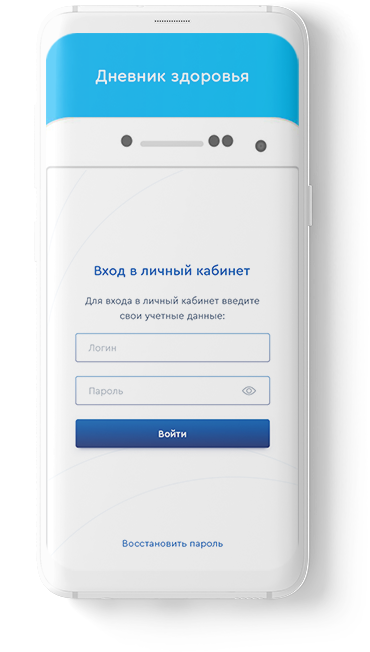 Дневник здоровья
Вход в личный кабинет
Для входа в личный кабинет введите
свои учетные данные:
Логин
Пароль
Войти
Восстановить пароль